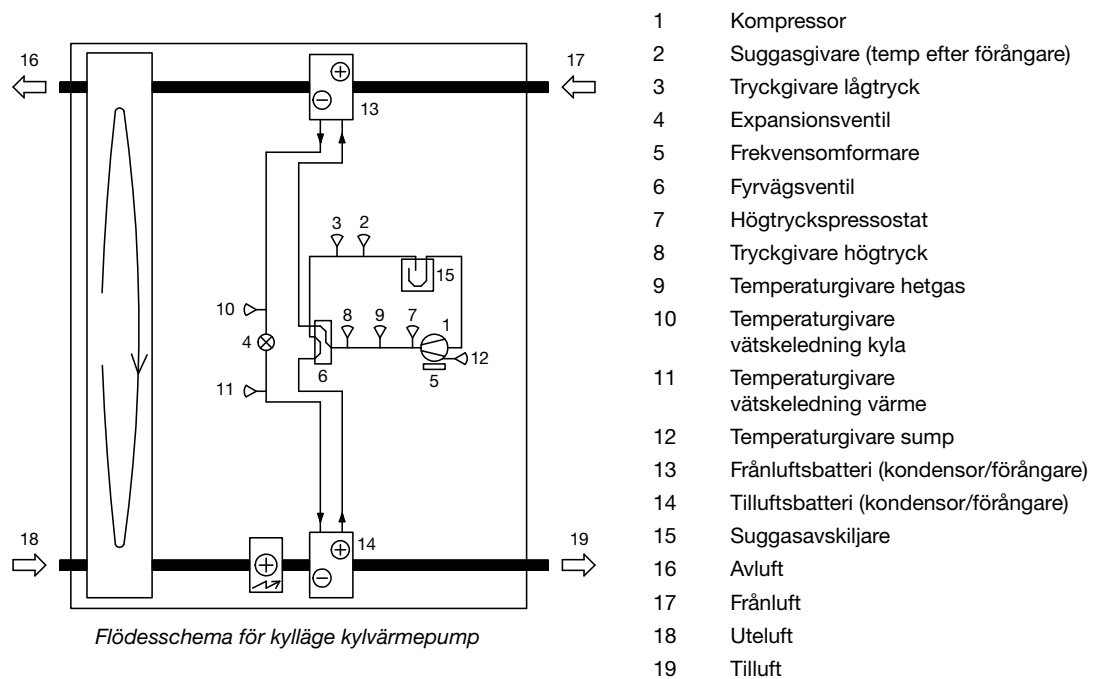 16
17
13
3 2
15
10
8 9 7 1
4
12
6
5
11
18
14
19
Flödesschema för kylläge kylvärmepump
1 Kompressor
2 Suggasgivare (temp efter förångare)
3 Tryckgivare lågtryck
4 Expansionsventil
5 Frekvensomformare
6 Fyrvägsventil
7 Högtryckspressostat
8 Tryckgivare högtryck
9 Temperaturgivare hetgas
10 Temperaturgivare
vätskeledning kyla
11 Temperaturgivare
vätskeledning värme
12 Temperaturgivare sump
13 Frånluftsbatteri (kondensor/förångare)
14 Tilluftsbatteri (kondensor/förångare)
15 Suggasavskiljare
16 Avluft
17 Frånluft
18 Uteluft
19 Tilluft